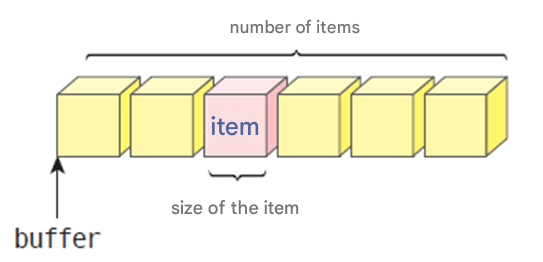 number of items
item
size of the item
buffer